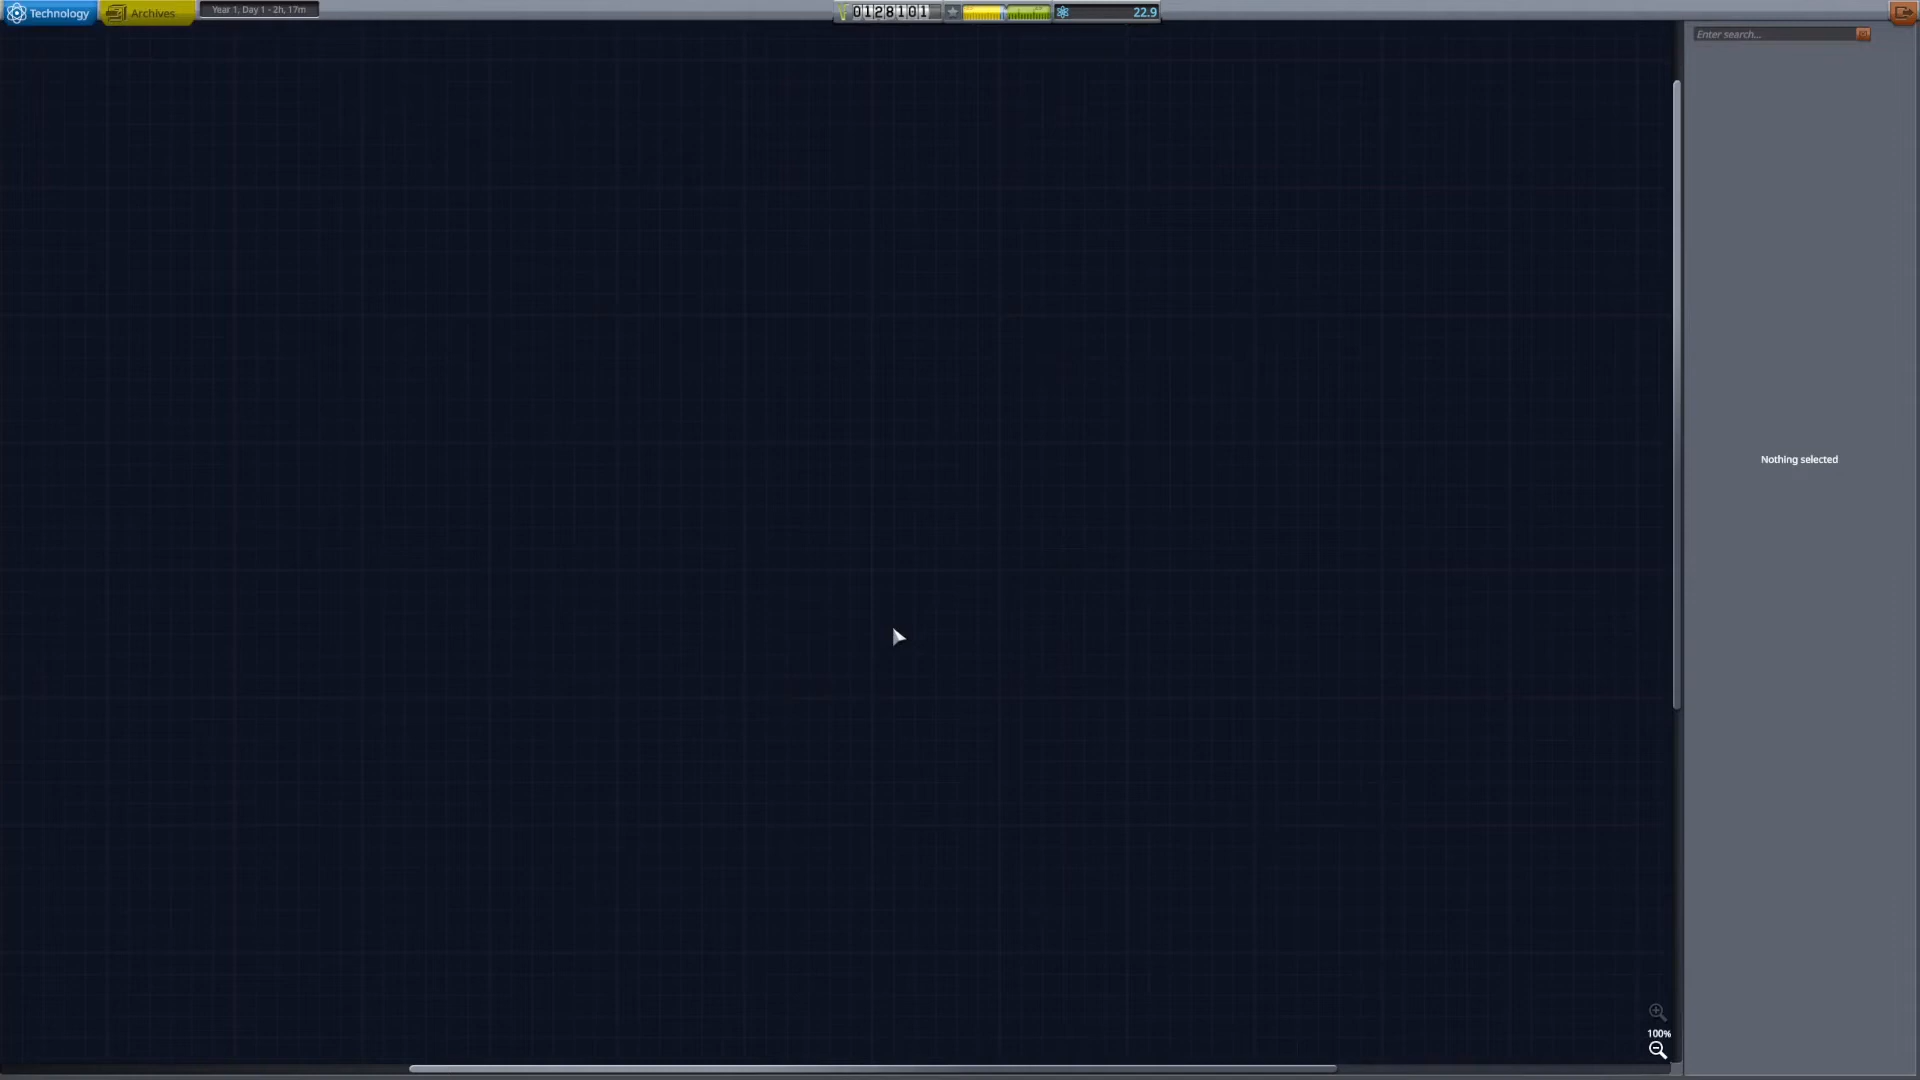 Technology
Archives
Year 1, Day 1 - 2h, 17m
0128101
22.9
Enter search...
Nothing selected
100%